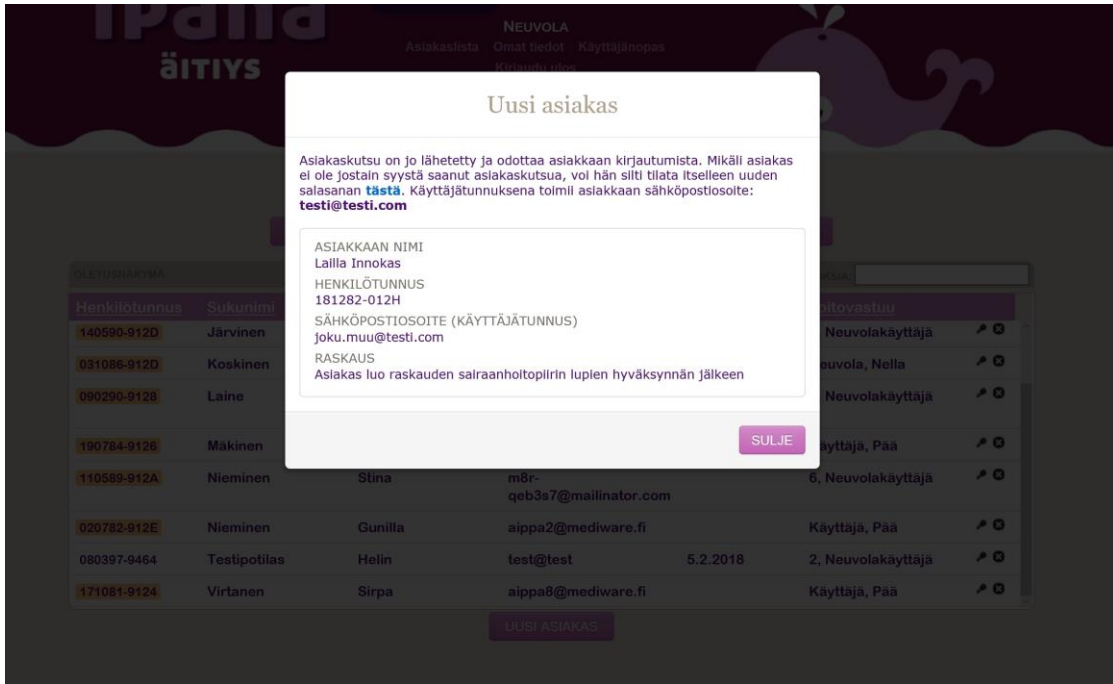 ipana
äitiys
NEUVOLA
Asiakaslista Omat tiedot Käyttäjänopas
Kirjaudu ulos
Uusi asiakas
Asiakaskutsu on jo lähetetty ja odottaa asiakkaan kirjautumista. Mikäli asiakas
ei ole jostain syystä saanut asiakaskutsua, voi hän silti tilata itselleen uuden
salasanan tästä. Käyttäjätunnuksena toimii asiakkaan sähköpostiosoite:
testi@testi.com
ASIAKKAAN NIMI
Lailla Innokas
HENKILÖTUNNUS
181282-012H
SÄHKÖPOSTIOSOITE (KÄYTTÄJÄTUNNUS)
joku.muu@testi.com
RASKAUS
Asiakas luo raskauden sairaanhoitopiirin lupien hyväksynnän jälkeen
SULJE
OLETUSNÄKYMÄ
Henkilötunnus Sukunimi
140590-912D Järvinen Neuvolakäyttäjä
031086-912D Koskinen Nella
090290-9128 Laine Neuvolakäyttäjä
190784-9126 Mäkinen Pää
110589-912A Nieminen Stina m8r- 6, Neuvolakäyttäjä
qeb3s7@mailinator.com
020782-912E Nieminen Gunilla aippa2@mediware.fi Käyttäjä, Pää
080397-9464 Testipotilas Helin test@test 5.2.2018 2, Neuvolakäyttäjä
171081-9124 Virtanen Sirpa aippa8@mediware.fi Käyttäjä, Pää
UUSI ASIAKAS